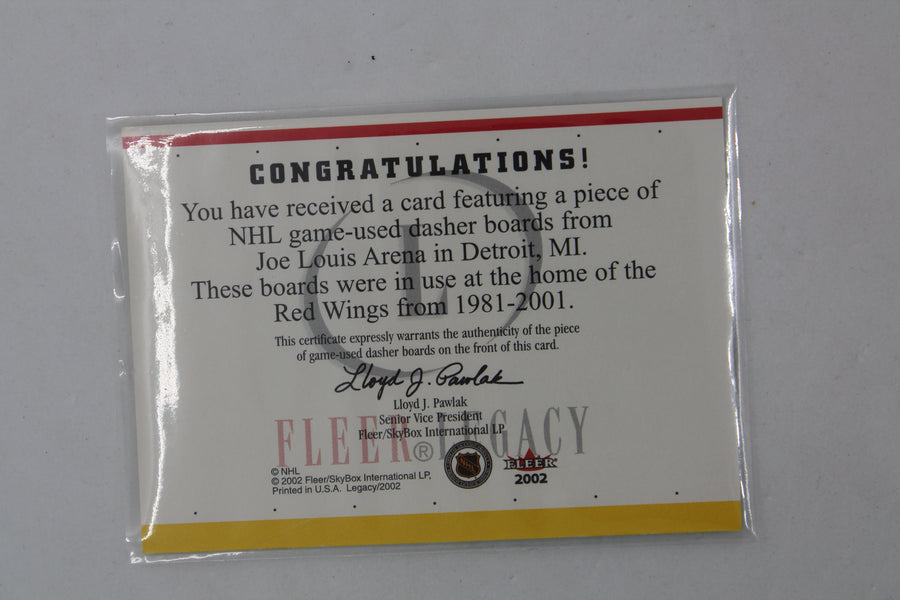 CONGRATULATIONS!
You have received a card featuring a piece of
NHL game-used dasher boards from
Joe Louis Arena in Detroit, MI.
These boards were in use at the home of the
Red Wings from 1981-2001.
This certificate expressly warrants the authenticity of the piece
of game-used dasher boards on the front of this card.
Lloyd J. Pawlak
Lloyd J. Pawlak
Senior Vice President
Fleer/SkyBox International LP
L
FLEER® LEGACY
© NHL
© 2002 Fleer/SkyBox International LP,
Printed in U.S.A. Legacy/2002
FLEER
2002